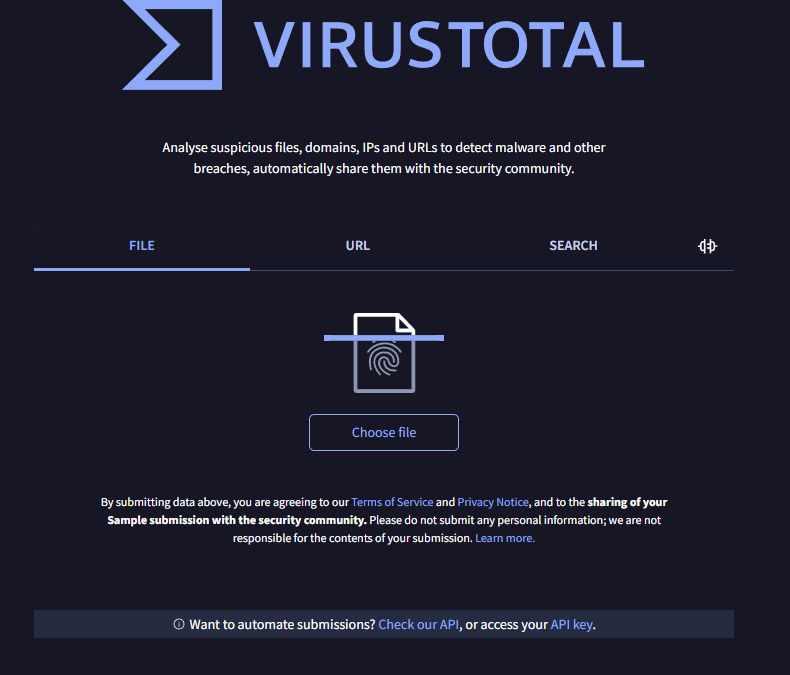 VIRUSTOTAL
Analyse suspicious files, domains, IPs and URLs to detect malware and other
breaches, automatically share them with the security community.
FILE
URL
SEARCH
Choose file
By submitting data above, you are agreeing to our Terms of Service and Privacy Notice, and to the sharing of your
Sample submission with the security community. Please do not submit any personal information; we are not
responsible for the contents of your submission. Learn more.
Want to automate submissions? Check our API, or access your API key.